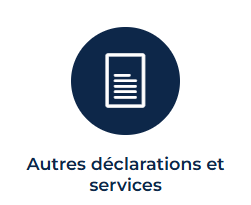 Autres déclarations et
services